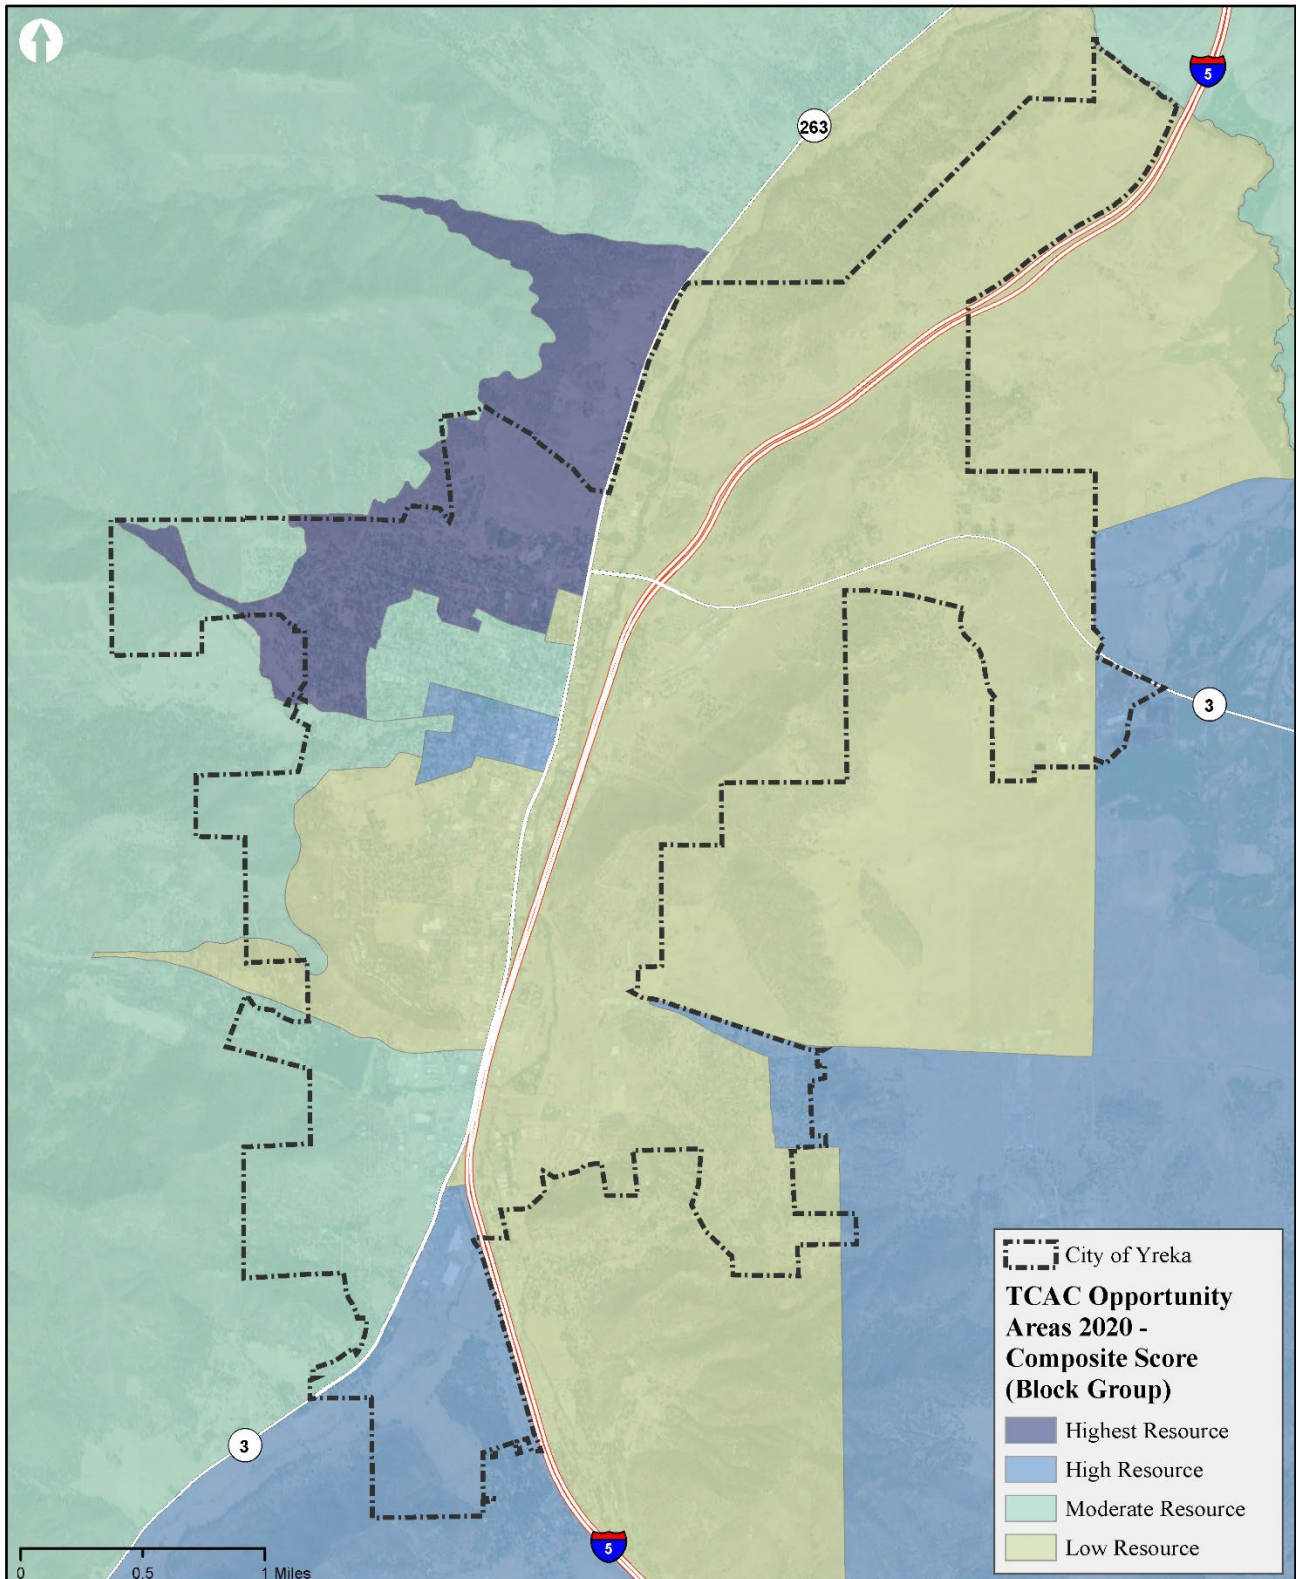 5
263
3
3
5
0
0.5
1 Miles
City of Yreka
TCAC Opportunity
Areas 2020 -
Composite Score
(Block Group)
Highest Resource
High Resource
Moderate Resource
Low Resource